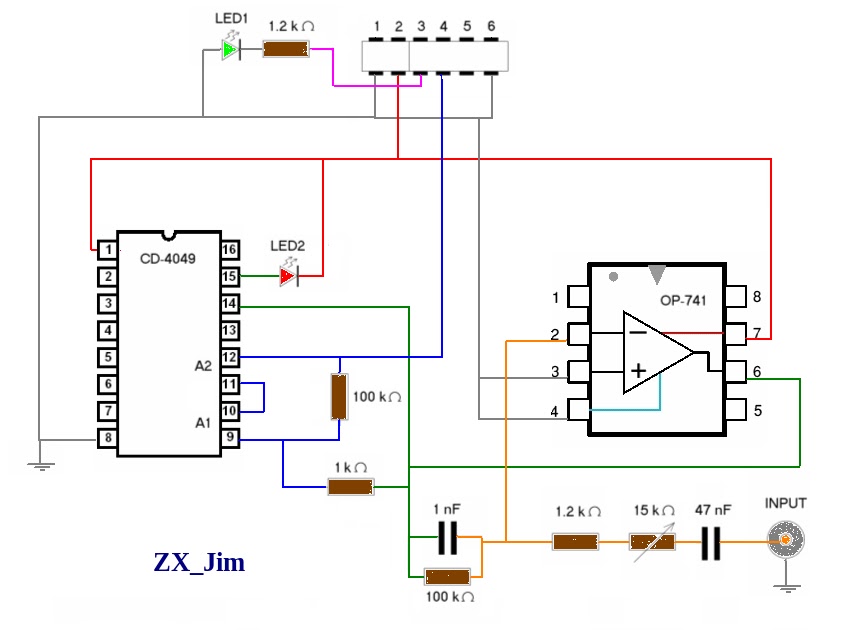 LED1
1.2 kΩ
1 2 3 4 5 6
CD-4049
1 16
2 15
3 14
4 13
5 12
6 11
7 10
8 9
A2
A1
LED2
OP-741
1 8
2 7
3 6
4 5
− +
100 kΩ
1 kΩ
1 nF
100 kΩ
1.2 kΩ
15 kΩ
47 nF
INPUT
ZX_Jim